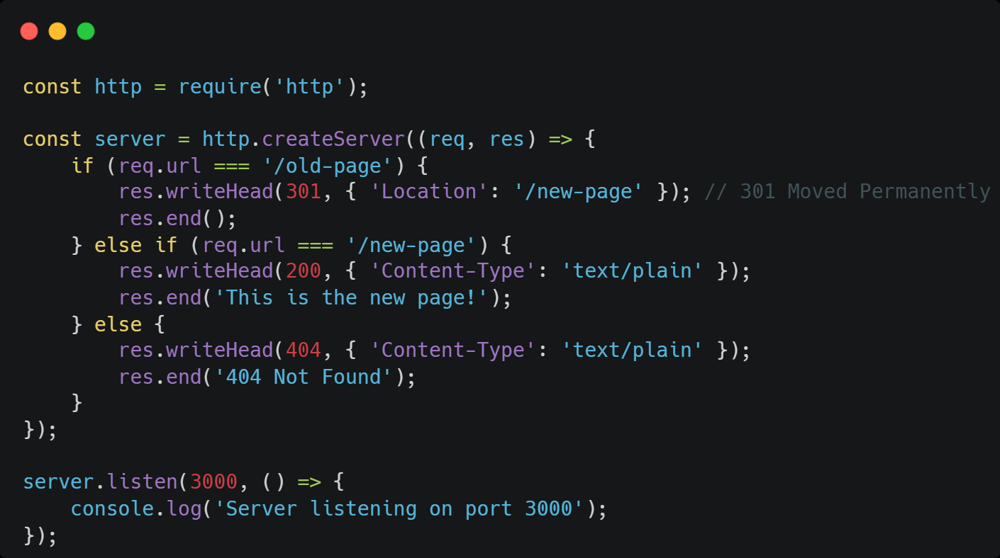 const http = require('http');

const server = http.createServer((req, res) => {
    if (req.url === '/old-page') {
        res.writeHead(301, { 'Location': '/new-page' }); // 301 Moved Permanently
        res.end();
    } else if (req.url === '/new-page') {
        res.writeHead(200, { 'Content-Type': 'text/plain' });
        res.end('This is the new page!');
    } else {
        res.writeHead(404, { 'Content-Type': 'text/plain' });
        res.end('404 Not Found');
    }
});

server.listen(3000, () => {
    console.log('Server listening on port 3000');
});